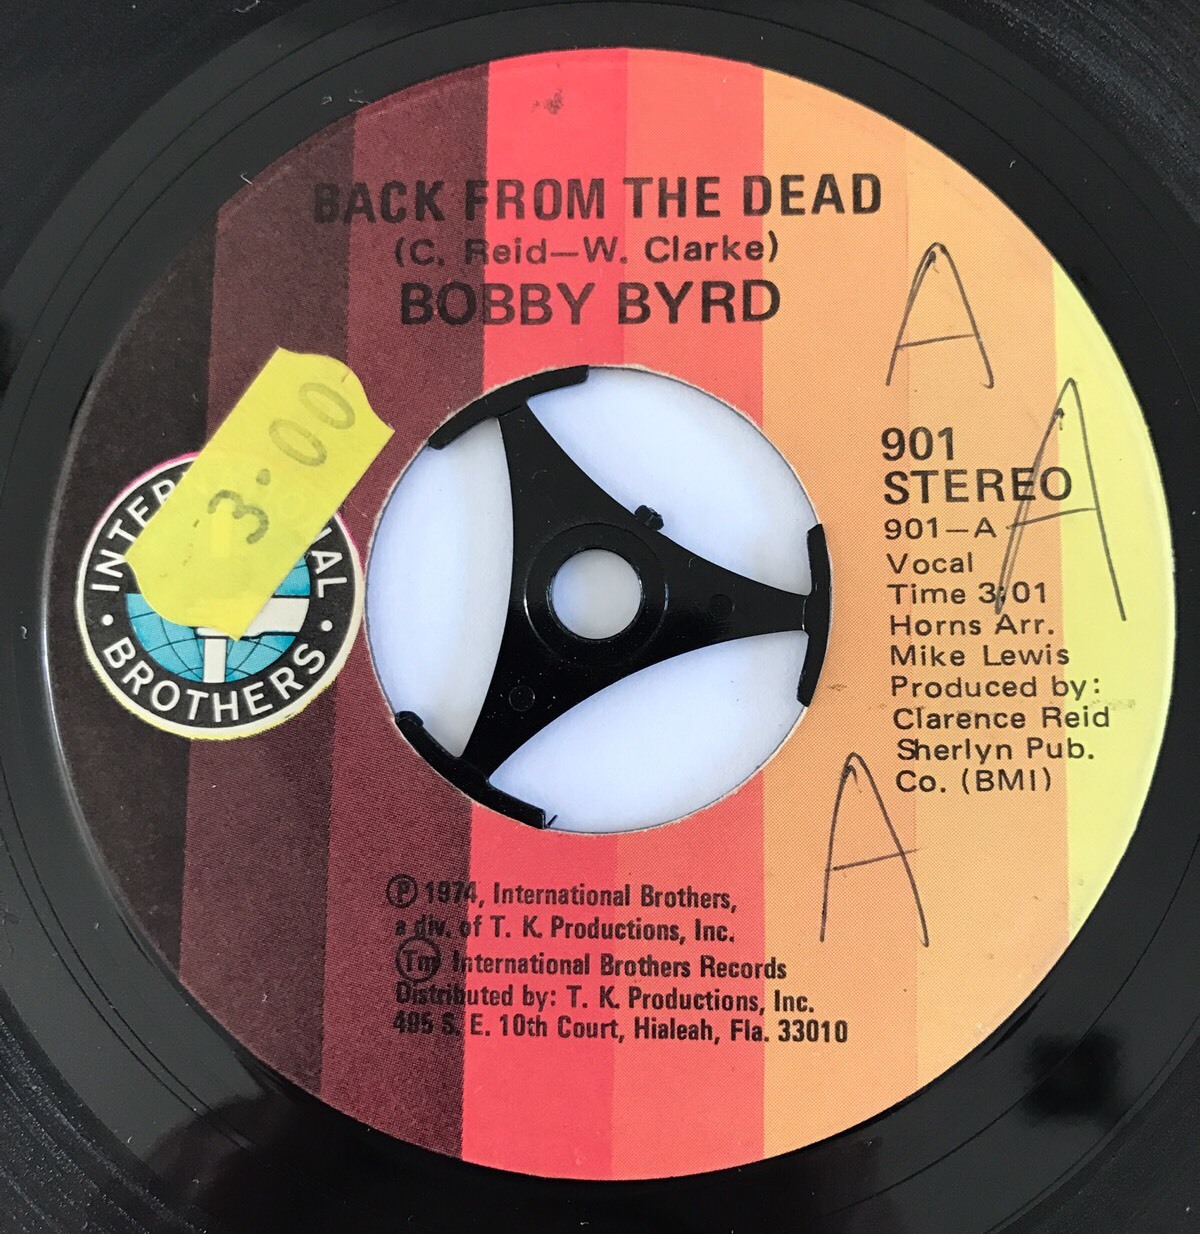 BACK FROM THE DEAD
(C. Reid—W. Clarke)
BOBBY BYRD
A
3.00
INTER AL
BROTHERS
901
STEREO
A
901-A
Vocal
Time 3:01
Horns Arr.
Mike Lewis
Produced by:
Clarence Reid
Sherlyn Pub.
Co. (BMI)
A
Ⓟ 1974, International Brothers,
a div. of T. K. Productions, Inc.
Tm International Brothers Records
Distributed by: T. K. Productions, Inc.
495 S. E. 10th Court, Hialeah, Fla. 33010